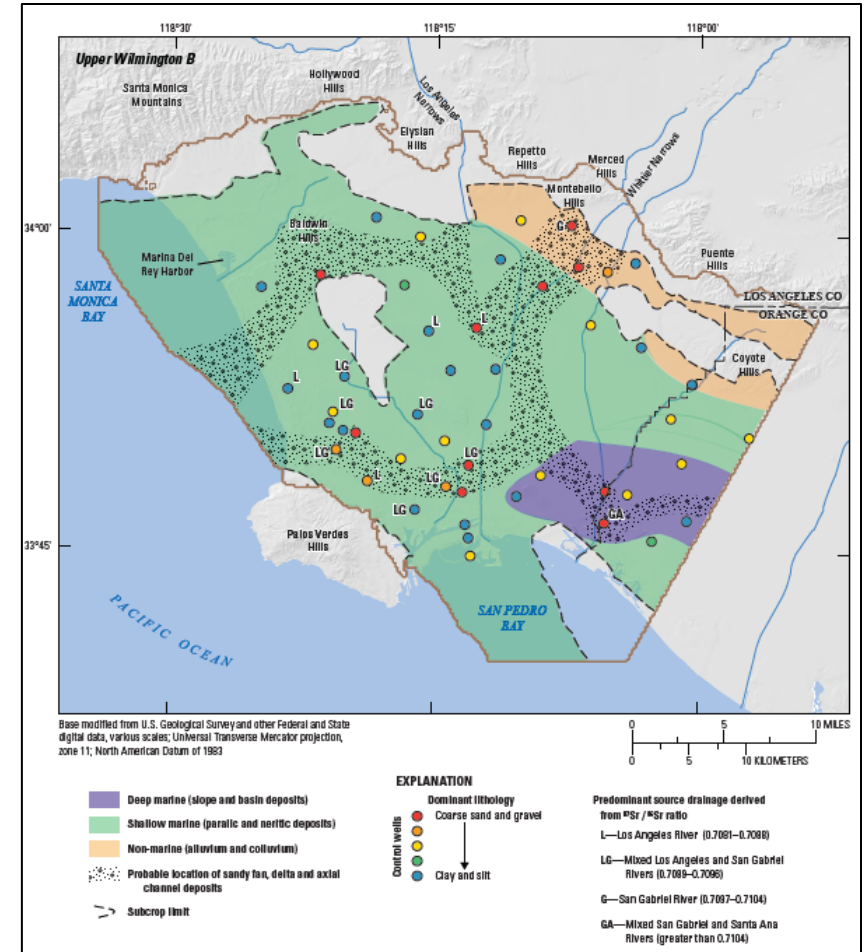 118°30'
118°15'
118°00'
Upper Wilmington B
Santa Monica
Mountains
Hollywood
Hills
Los Angeles
Narrows
Elysian
Hills
Repetto
Hills
Merced
Hills
Whittier Narrows
Montebello
Hills
34°00'
Baldwin
Hills
G
Puente
Hills
Marina Del
Rey Harbor
SANTA
MONICA
BAY
LOS ANGELES CO
ORANGE CO
L
L
Coyote
Hills
LG
L
LG
LG
LG
LG
L
LG
LG
GA
33°45'
Palos Verdes
Hills
SAN PEDRO
BAY
PACIFIC OCEAN
Base modified from U.S. Geological Survey and other Federal and State
digital data, various scales; Universal Transverse Mercator projection,
zone 11; North American Datum of 1983
0 5 10 MILES
0 5 10 KILOMETERS
EXPLANATION
Deep marine (slope and basin deposits)
Shallow marine (paralic and neritic deposits)
Non-marine (alluvium and colluvium)
Probable location of sandy fan, delta and axial
channel deposits
Subcrop limit
Dominant lithology
Control wells
Coarse sand and gravel
Clay and silt
Predominant source drainage derived
from ⁸⁷Sr / ⁸⁶Sr ratio
L—Los Angeles River (0.7081–0.7088)
LG—Mixed Los Angeles and San Gabriel
Rivers (0.7089–0.7096)
G—San Gabriel River (0.7097–0.7104)
GA—Mixed San Gabriel and Santa Ana
Rivers (greater than 0.7104)